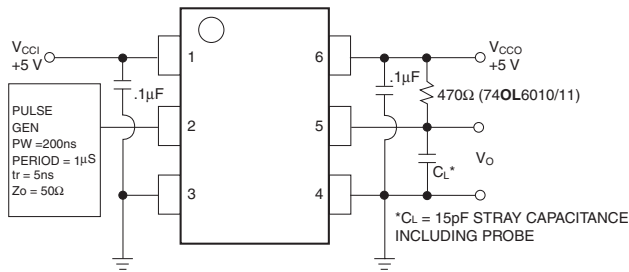 VCCI
+5 V
.1µF
1
2
3
6
5
4
PULSE
GEN
PW =200ns
PERIOD = 1µS
tr = 5ns
Zo = 50Ω
VCCO
+5 V
.1µF
470Ω (74OL6010/11)
VO
CL*
*CL = 15pF STRAY CAPACITANCE
INCLUDING PROBE